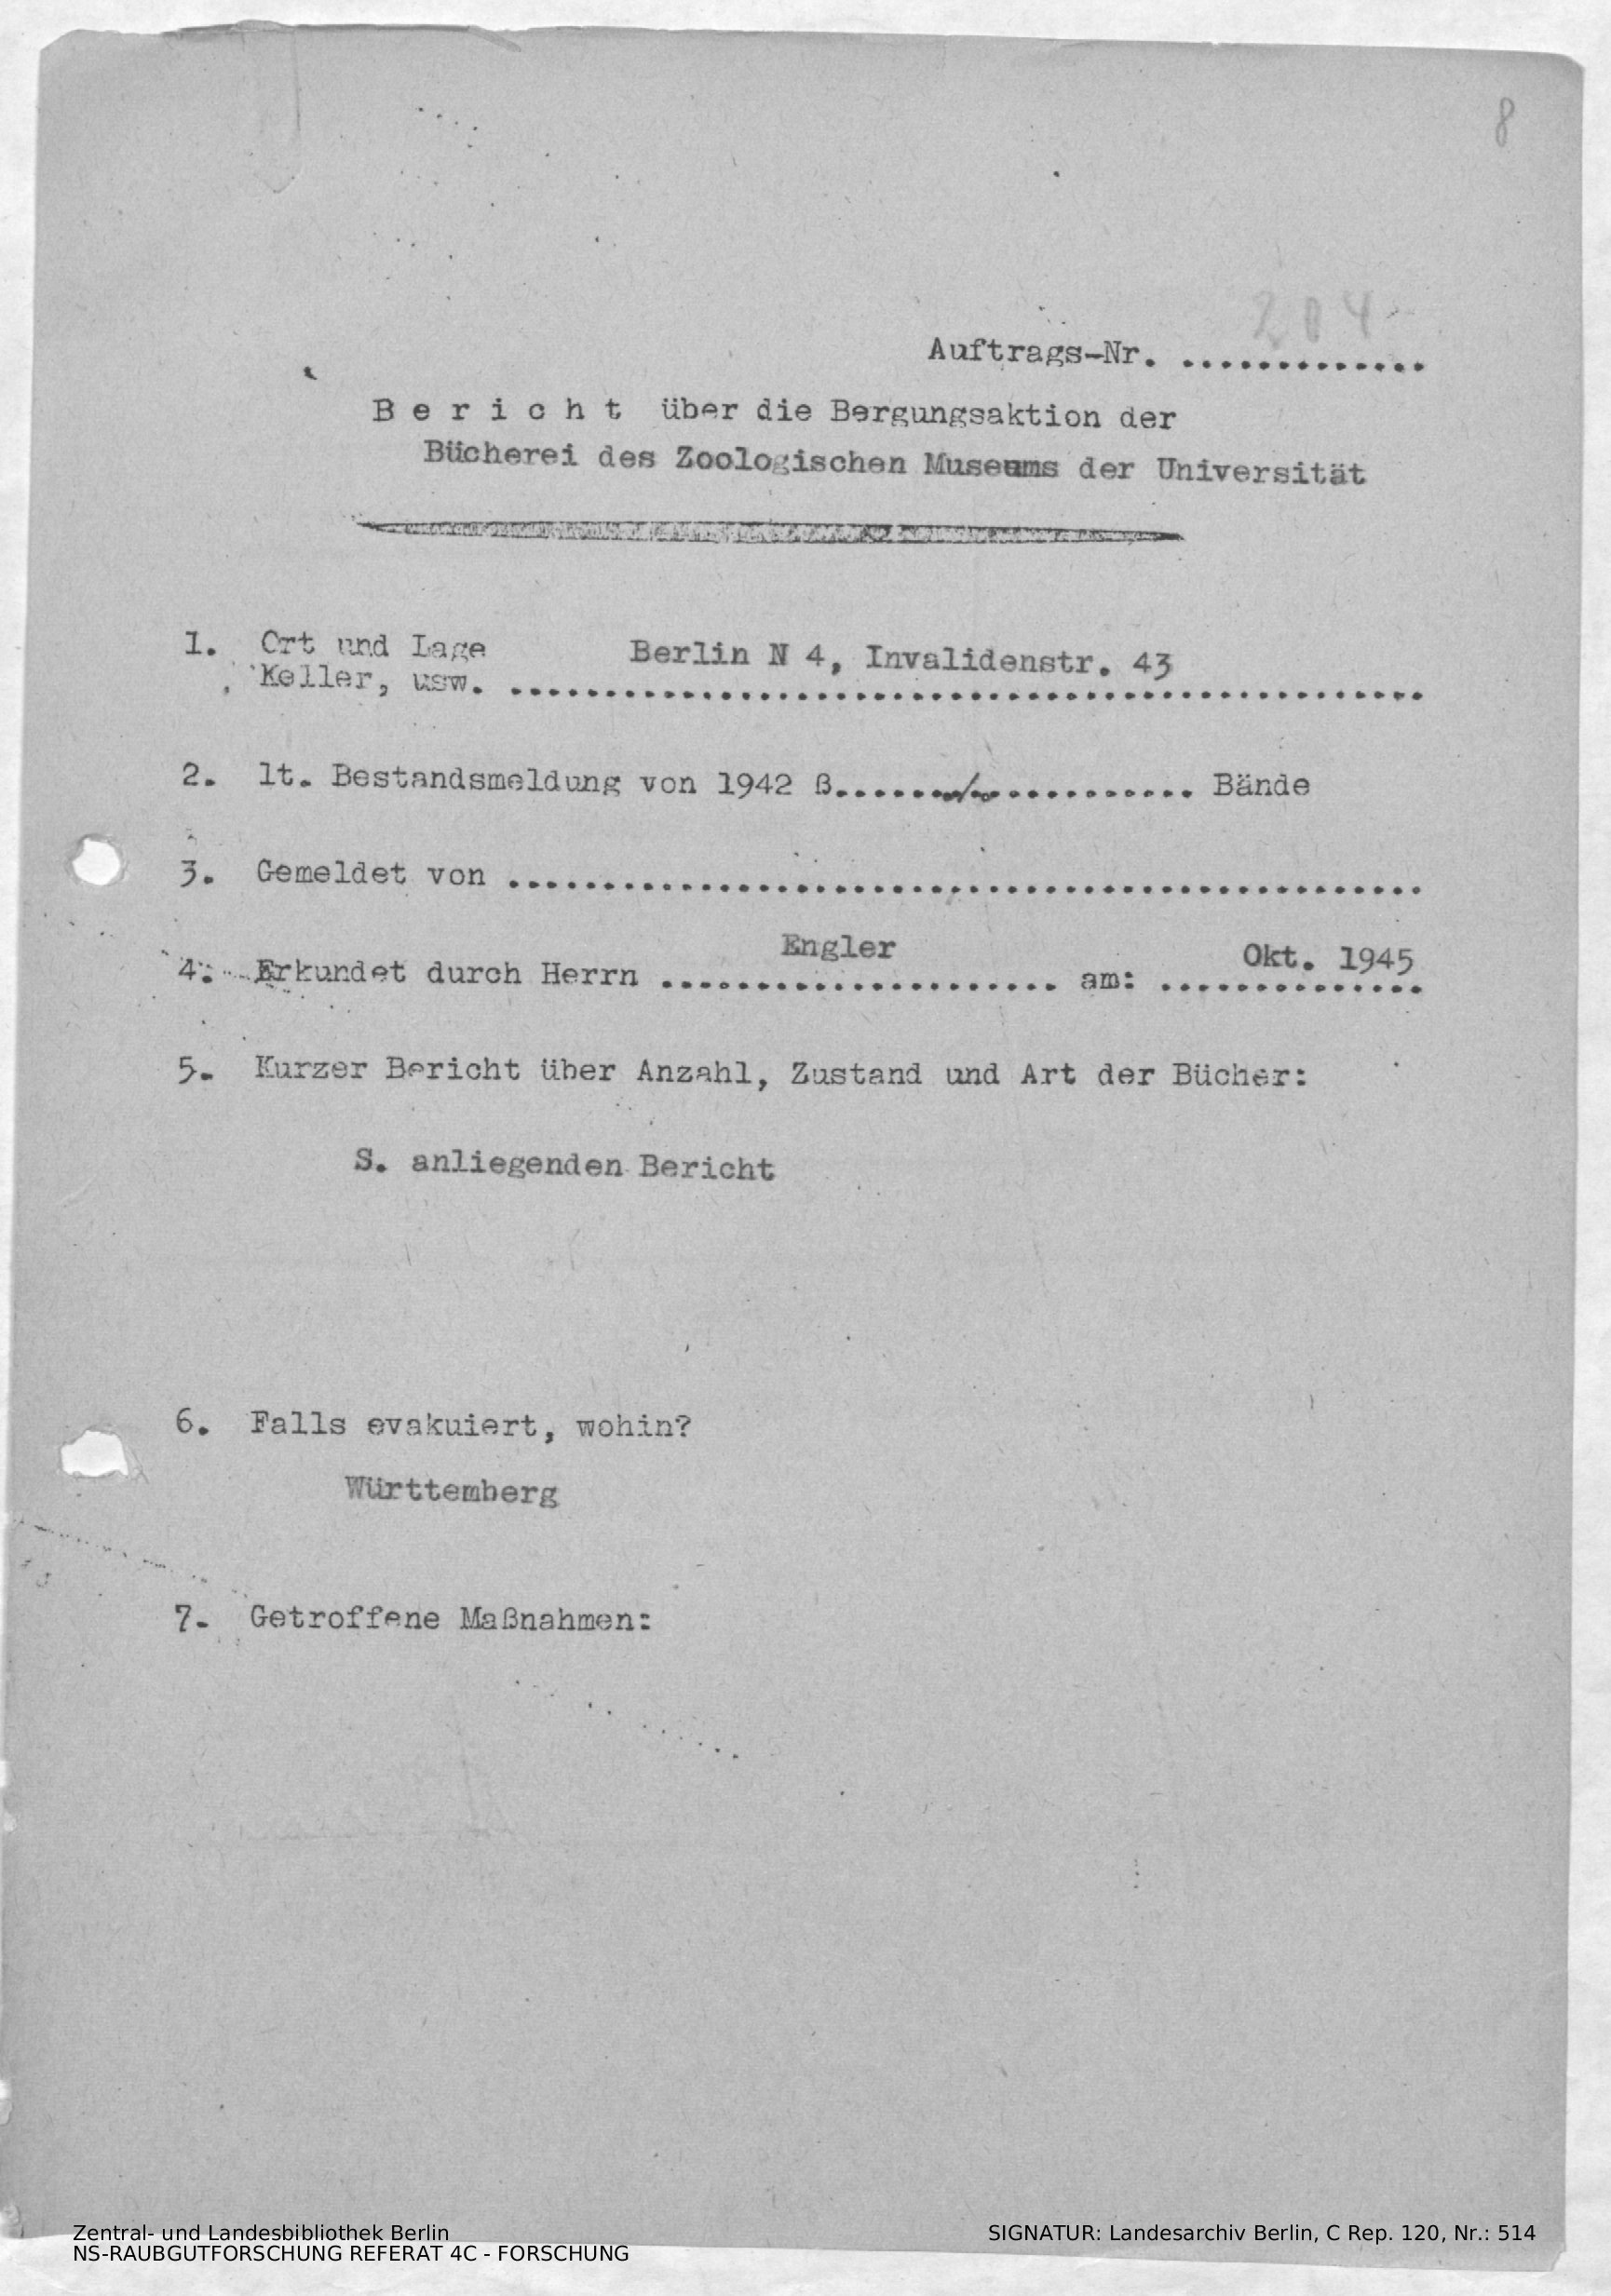 8
204
Auftrags-Nr. .............
B e r i c h t über die Bergungsaktion der
Bücherei des Zoologischen Museums der Universität
1. Ort und Lage Berlin N 4, Invalidenstr. 43
Keller, usw. ................................................
2. lt. Bestandsmeldung von 1942 ß......./........... Bände
3. Gemeldet von ................................................
4. Erkundet durch Herrn Engler am: Okt. 1945
5. Kurzer Bericht über Anzahl, Zustand und Art der Bücher:
S. anliegenden Bericht
6. Falls evakuiert, wohin?
Württemberg
7. Getroffene Maßnahmen:
Zentral- und Landesbibliothek Berlin
NS-RAUBGUTFORSCHUNG REFERAT 4C - FORSCHUNG
SIGNATUR: Landesarchiv Berlin, C Rep. 120, Nr.: 514